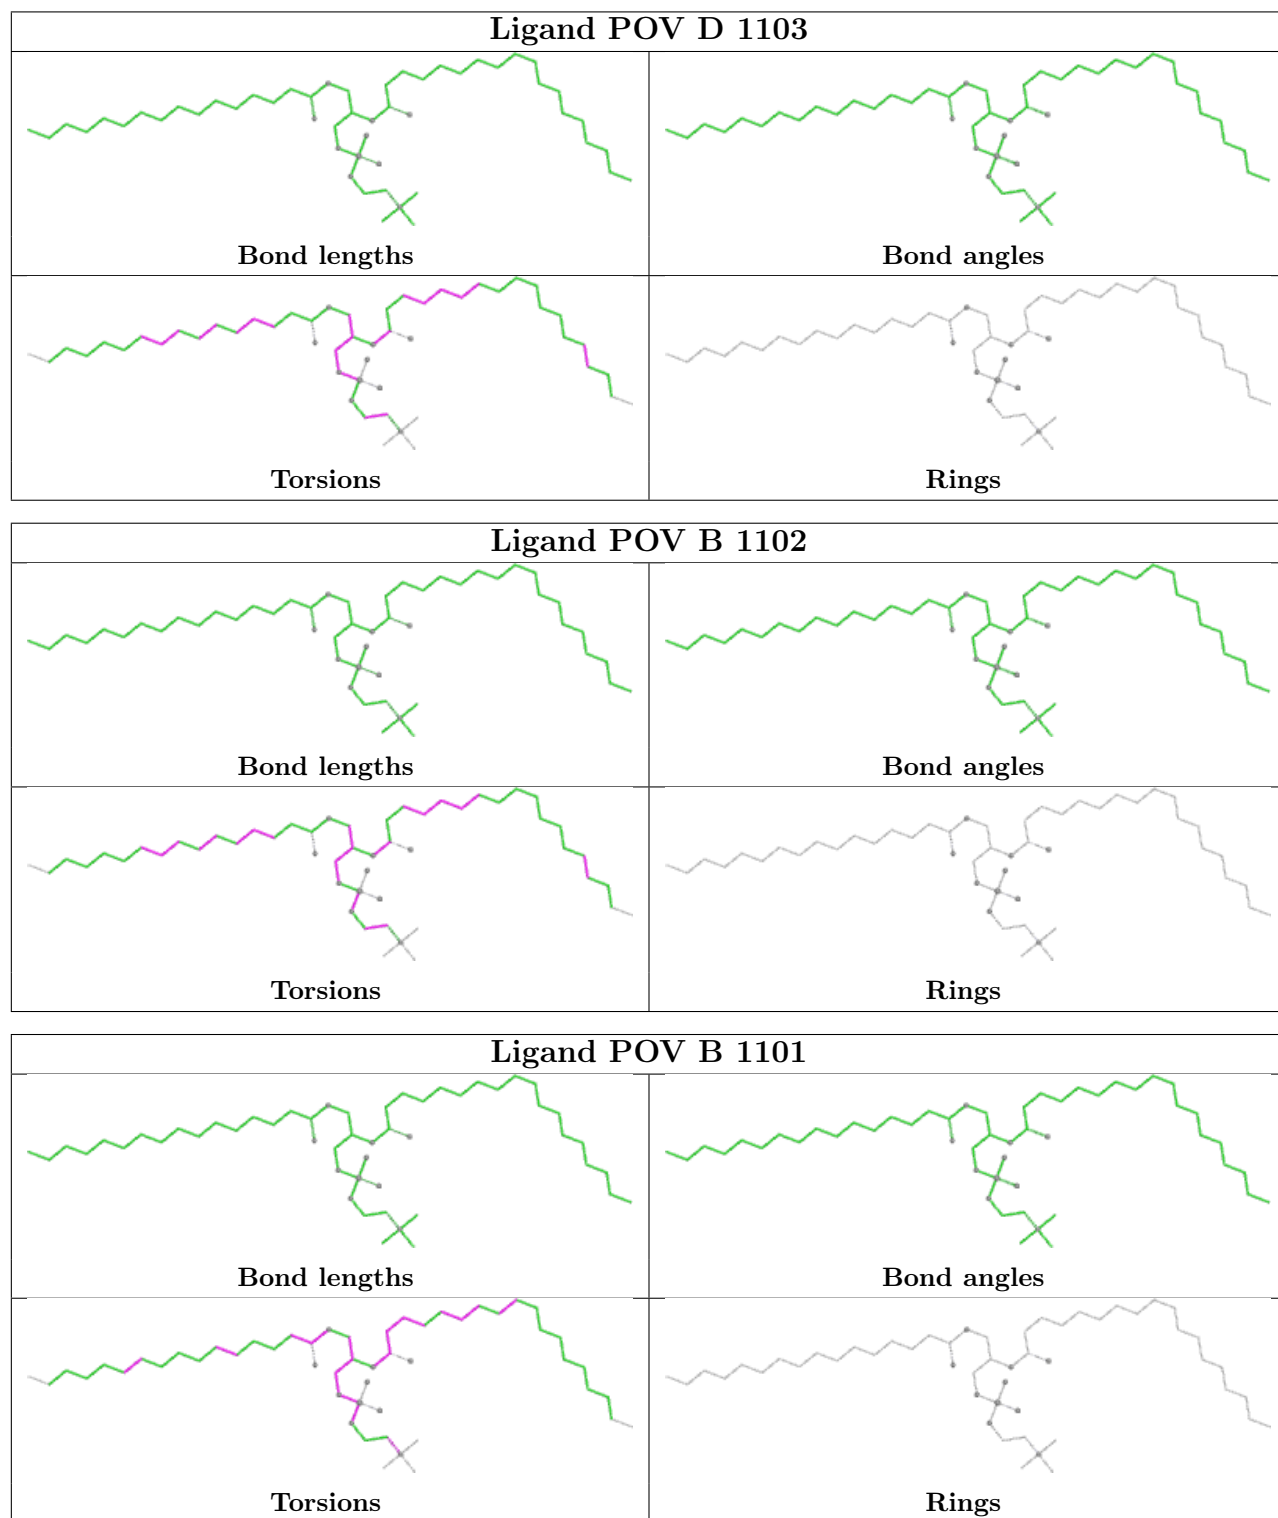 Ligand POV D 1103
Bond lengths
Bond angles
Torsions
Rings
Ligand POV B 1102
Bond lengths
Bond angles
Torsions
Rings
Ligand POV B 1101
Bond lengths
Bond angles
Torsions
Rings